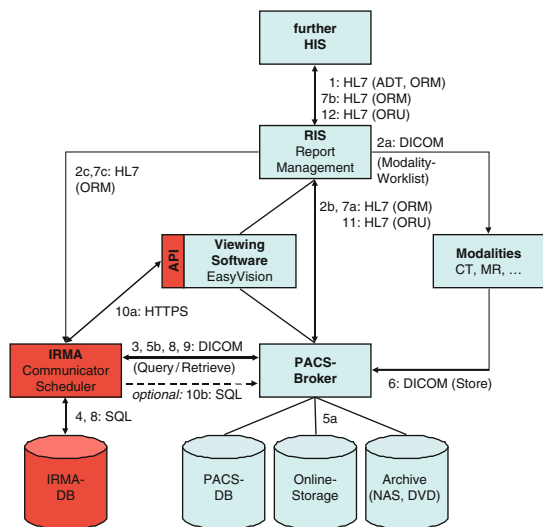 further
HIS
1: HL7 (ADT, ORM)
7b: HL7 (ORM)
12: HL7 (ORU)
RIS
Report
Management
2a: DICOM
(Modality-
Worklist)
2c,7c: HL7
(ORM)
2b, 7a: HL7 (ORM)
11: HL7 (ORU)
API
Viewing
Software
EasyVision
Modalities
CT, MR, ...
10a: HTTPS
IRMA
Communicator
Scheduler
3, 5b, 8, 9: DICOM
(Query/Retrieve)
optional: 10b: SQL
PACS-
Broker
6: DICOM (Store)
4, 8: SQL
5a
IRMA-
DB
PACS-
DB
Online-
Storage
Archive
(NAS, DVD)